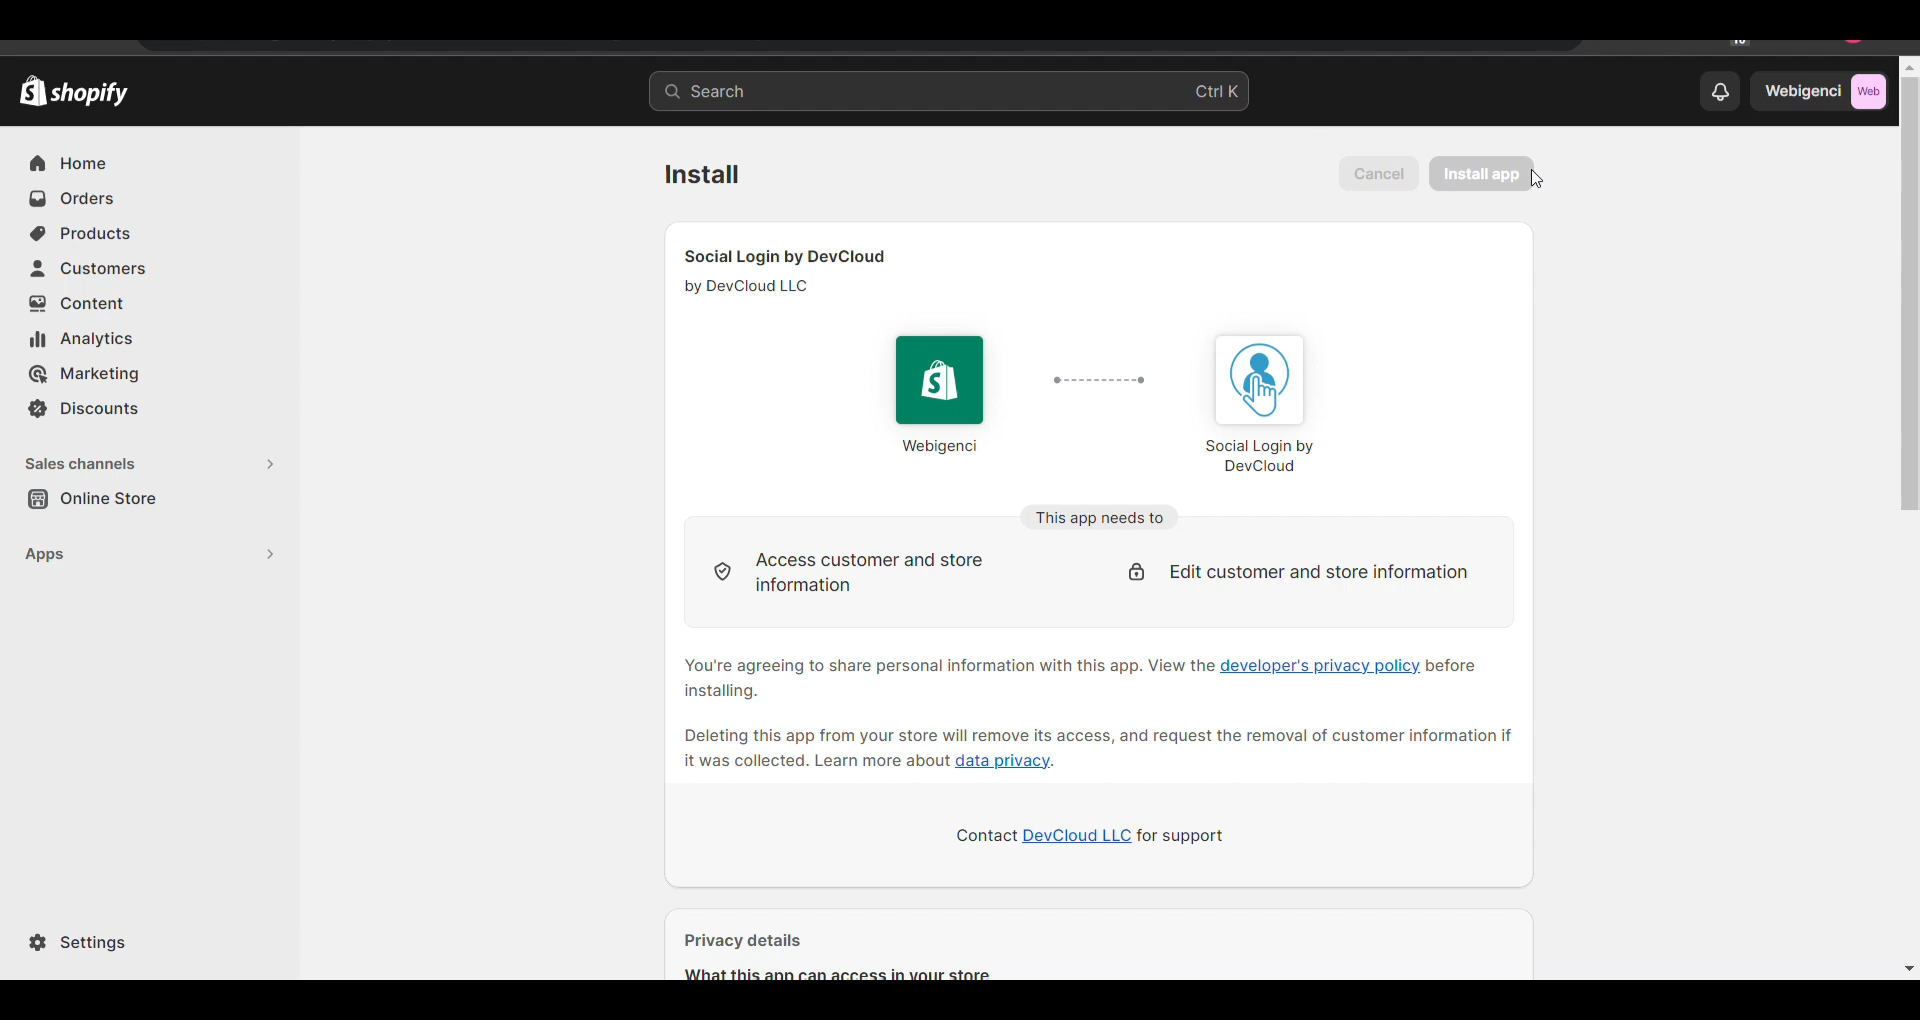 shopify
Search Ctrl K
Webigenci Web
Home
Orders
Products
Customers
Content
Analytics
Marketing
Discounts
Sales channels
Online Store
Apps
Settings
Install
Cancel Install app
Social Login by DevCloud
by DevCloud LLC
Webigenci
Social Login by
DevCloud
This app needs to
Access customer and store
information
Edit customer and store information
You're agreeing to share personal information with this app. View the developer's privacy policy before
installing.
Deleting this app from your store will remove its access, and request the removal of customer information if
it was collected. Learn more about data privacy.
Contact DevCloud LLC for support
Privacy details
What this app can access in your store